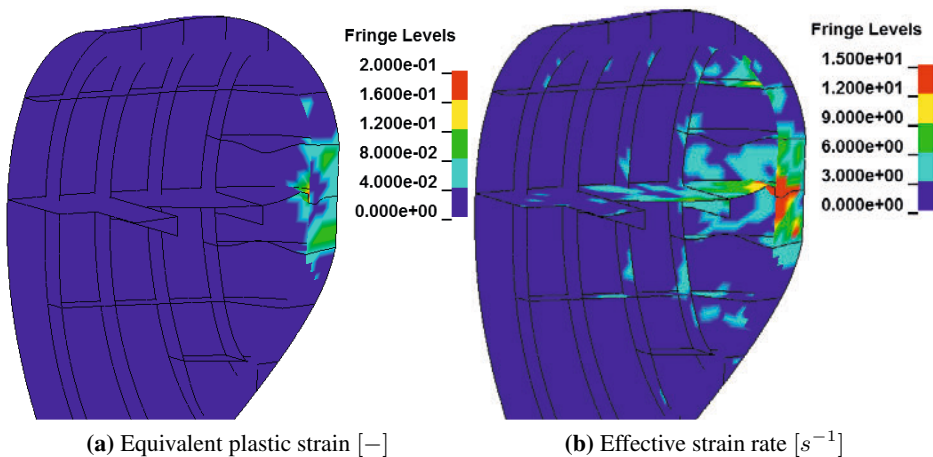 Fringe Levels
2.000e-01
1.600e-01
1.200e-01
8.000e-02
4.000e-02
0.000e+00
Fringe Levels
1.500e+01
1.200e+01
9.000e+00
6.000e+00
3.000e+00
0.000e+00
(a) Equivalent plastic strain [−]
(b) Effective strain rate [s⁻¹]